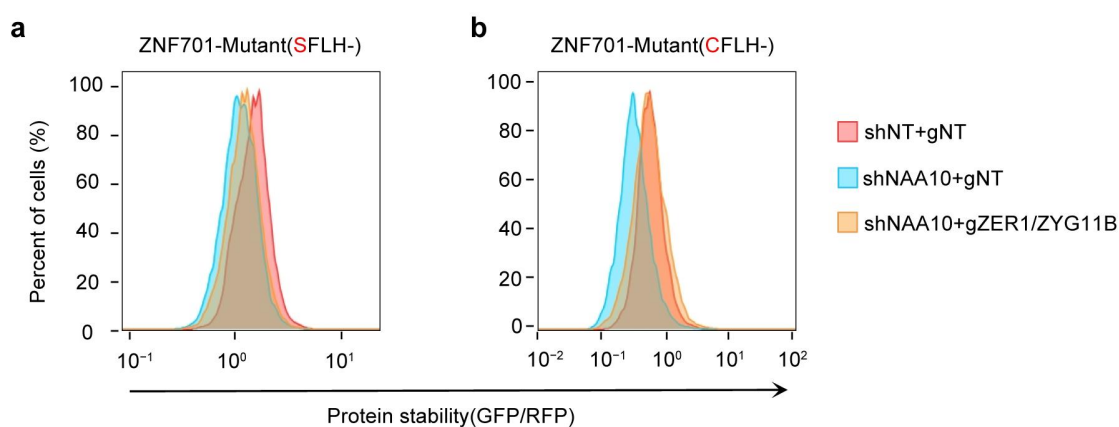 a
ZNF701-Mutant(SFLH-)
Percent of cells (%)
100
80
60
40
20
0
10⁻¹
10⁰
10¹
b
ZNF701-Mutant(CFLH-)
100
80
60
40
20
0
10⁻²
10⁻¹
10⁰
10¹
10²
shNT+gNT
shNAA10+gNT
shNAA10+gZER1/ZYG11B
Protein stability(GFP/RFP)